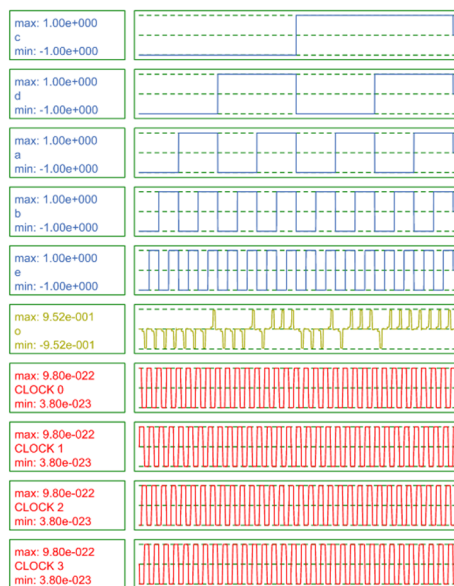 max: 1.00e+000
c
min: -1.00e+000
max: 1.00e+000
d
min: -1.00e+000
max: 1.00e+000
a
min: -1.00e+000
max: 1.00e+000
b
min: -1.00e+000
max: 1.00e+000
e
min: -1.00e+000
max: 9.52e-001
o
min: -9.52e-001
max: 9.80e-022
CLOCK 0
min: 3.80e-023
max: 9.80e-022
CLOCK 1
min: 3.80e-023
max: 9.80e-022
CLOCK 2
min: 3.80e-023
max: 9.80e-022
CLOCK 3
min: 3.80e-023